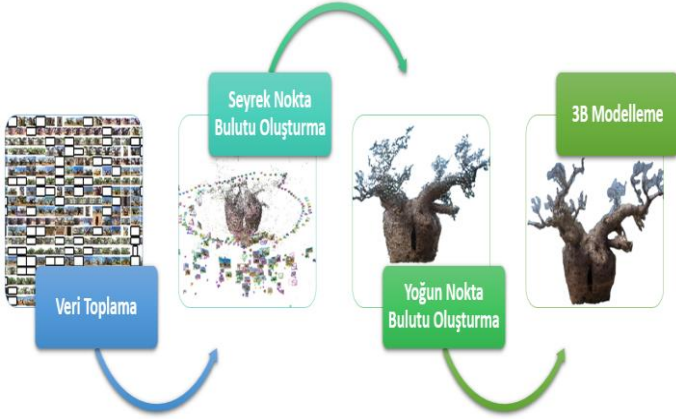 Veri Toplama
Seyrek Nokta
Bulutu Oluşturma
Yoğun Nokta
Bulutu Oluşturma
3B Modelleme